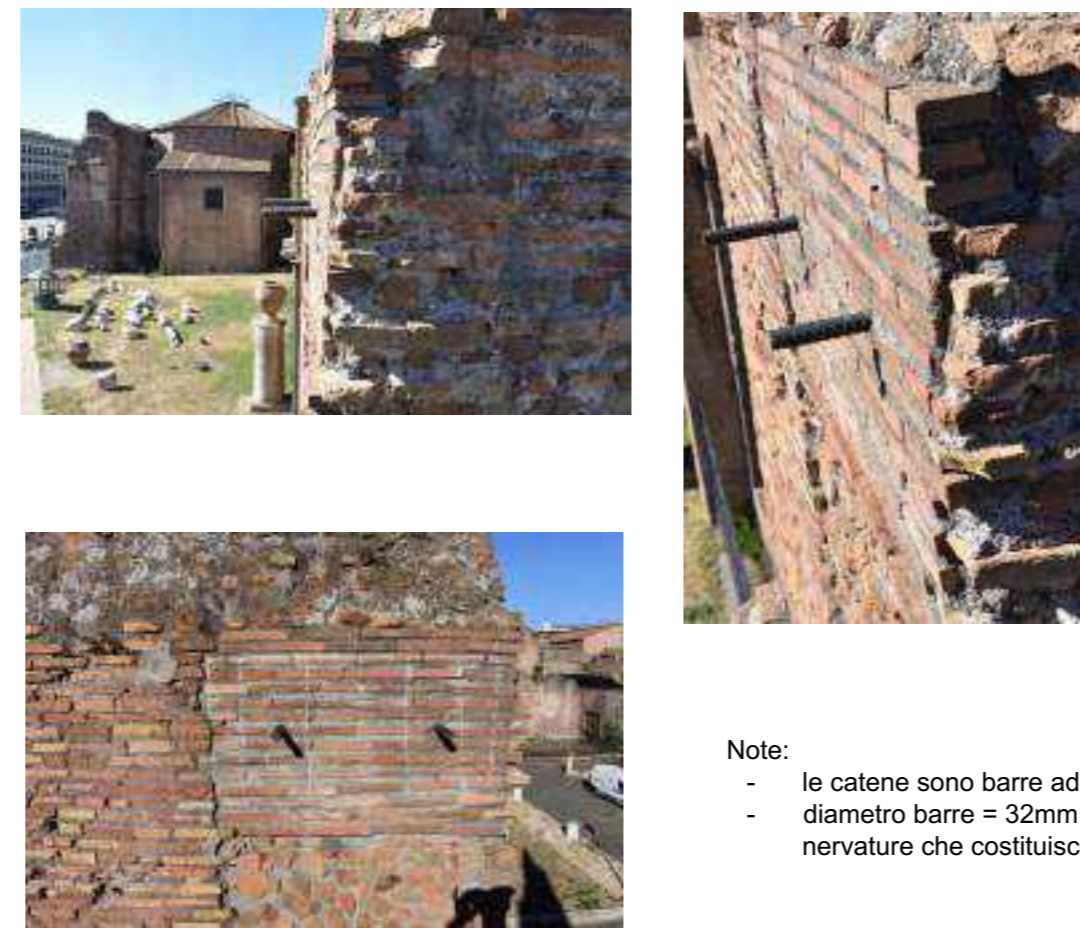 Note:
- le catene sono barre ad
- diametro barre = 32mm
nervature che costituisc